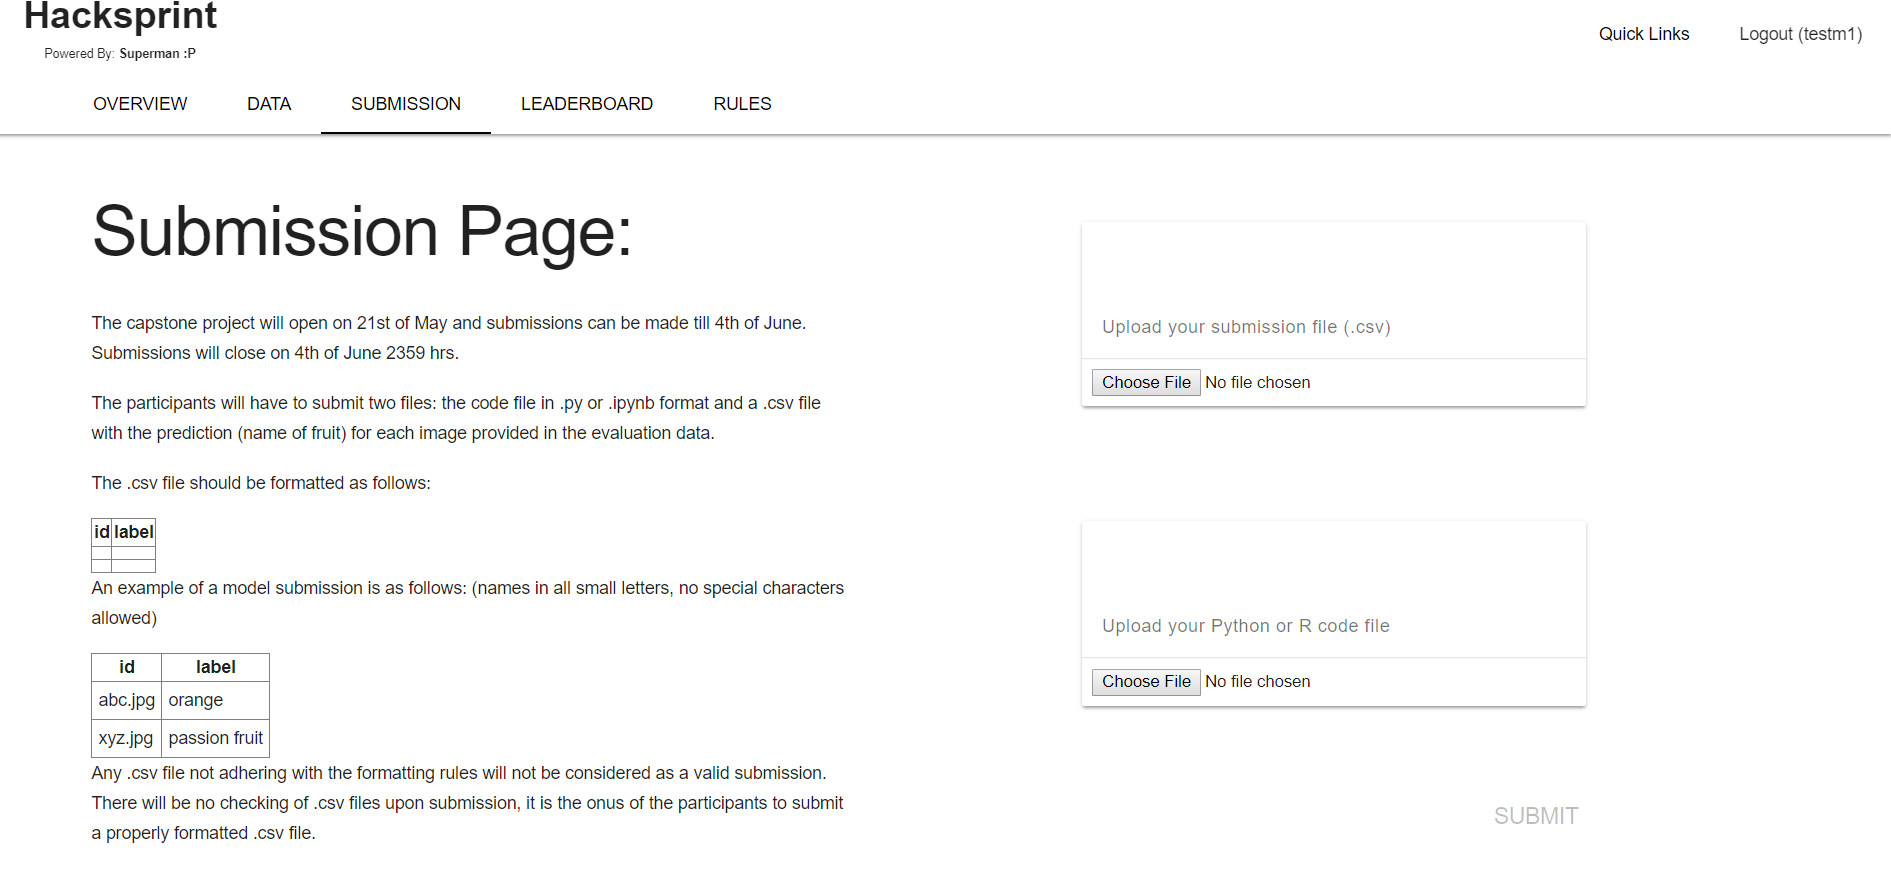 Hacksprint
Powered By: Superman :P
Quick Links
Logout (testm1)
OVERVIEW
DATA
SUBMISSION
LEADERBOARD
RULES
Submission Page:
The capstone project will open on 21st of May and submissions can be made till 4th of June.
Submissions will close on 4th of June 2359 hrs.
The participants will have to submit two files: the code file in .py or .ipynb format and a .csv file
with the prediction (name of fruit) for each image provided in the evaluation data.
The .csv file should be formatted as follows:
id label
An example of a model submission is as follows: (names in all small letters, no special characters
allowed)
id label
abc.jpg orange
xyz.jpg passion fruit
Any .csv file not adhering with the formatting rules will not be considered as a valid submission.
There will be no checking of .csv files upon submission, it is the onus of the participants to submit
a properly formatted .csv file.
Upload your submission file (.csv)
Choose File No file chosen
Upload your Python or R code file
Choose File No file chosen
SUBMIT